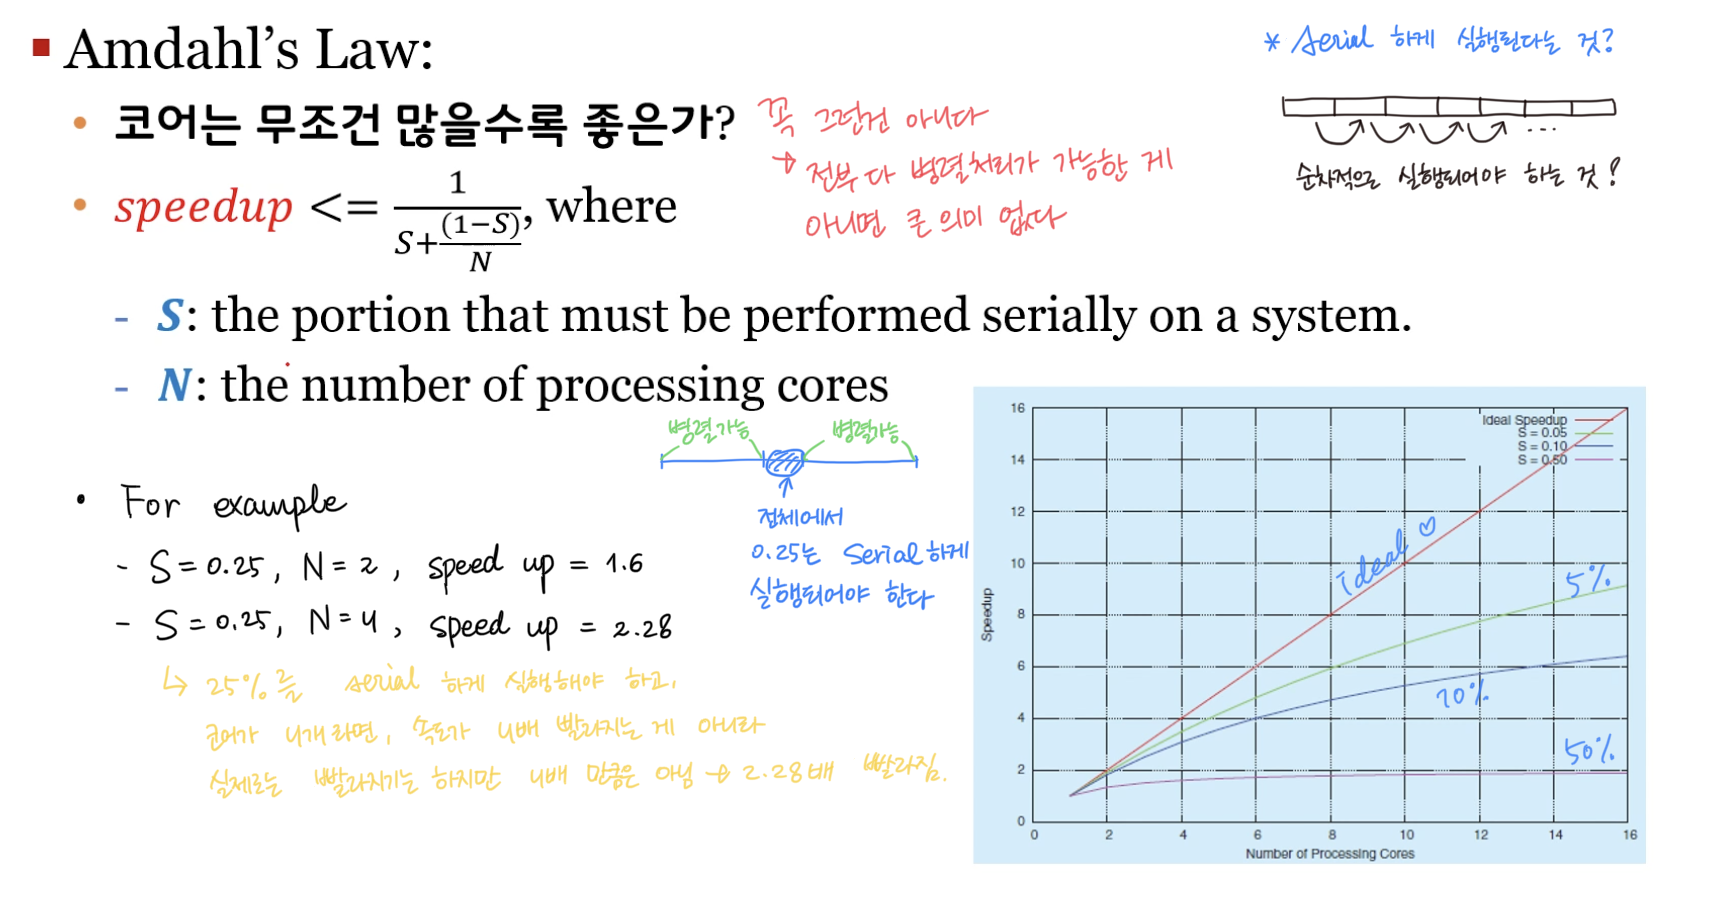 Amdahl's Law:
코어는 무조건 많을수록 좋은가?
speedup <= 1 / (S + (1−S)/N), where
- S: the portion that must be performed serially on a system.
- N: the number of processing cores
꼭 그런건 아니다
→ 전부 다 병렬처리가 가능한 게
아니면 큰 의미 없다
* Serial 하게 실행된다는 것?
...
순차적으로 실행되어야 하는 것!
병렬가능 병렬가능
전체에서
0.25는 Serial 하게
실행되어야 한다
• For example
- S = 0.25, N = 2, speed up = 1.6
- S = 0.25, N = 4, speed up = 2.28
↳ 25%를 serial 하게 실행해야 하고,
코어가 4개라면, 속도가 4배 빨라지는 게 아니라
실제로는 빨라지기는 하지만 4배 만큼은 아님 → 2.28배 빨라짐.
Ideal Speedup
S = 0.05
S = 0.10
S = 0.50
16
14
12
10
8
6
4
2
0
Speedup
ideal ♡
5%
10%
50%
0 2 4 6 8 10 12 14 16
Number of Processing Cores